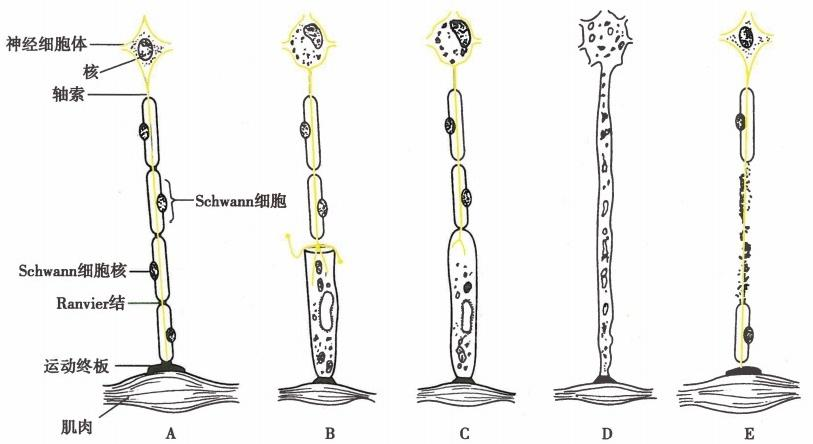 神经细胞体
核
轴索
Schwann细胞
Schwann细胞核
Ranvier结
运动终板
肌肉
A
B
C
D
E